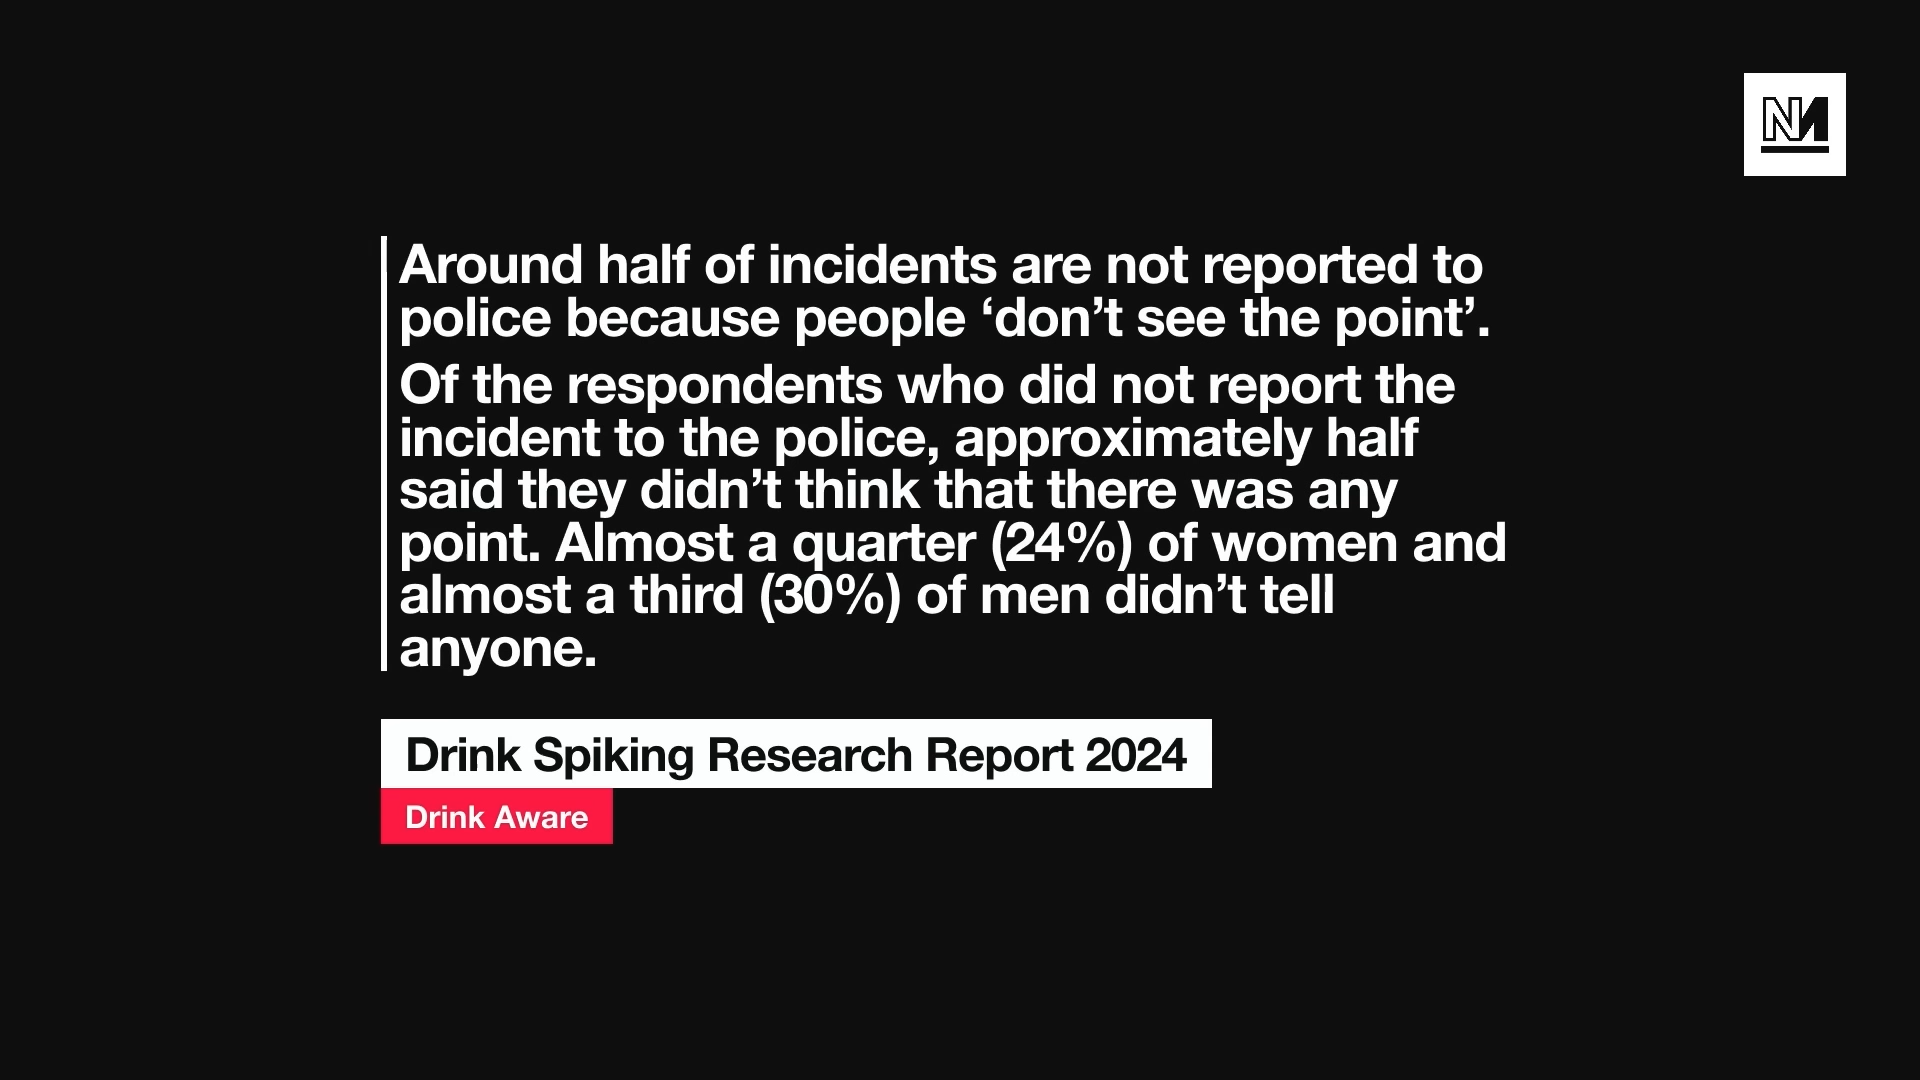 NM
Around half of incidents are not reported to
police because people ‘don’t see the point’.
Of the respondents who did not report the
incident to the police, approximately half
said they didn’t think that there was any
point. Almost a quarter (24%) of women and
almost a third (30%) of men didn’t tell
anyone.
Drink Spiking Research Report 2024
Drink Aware